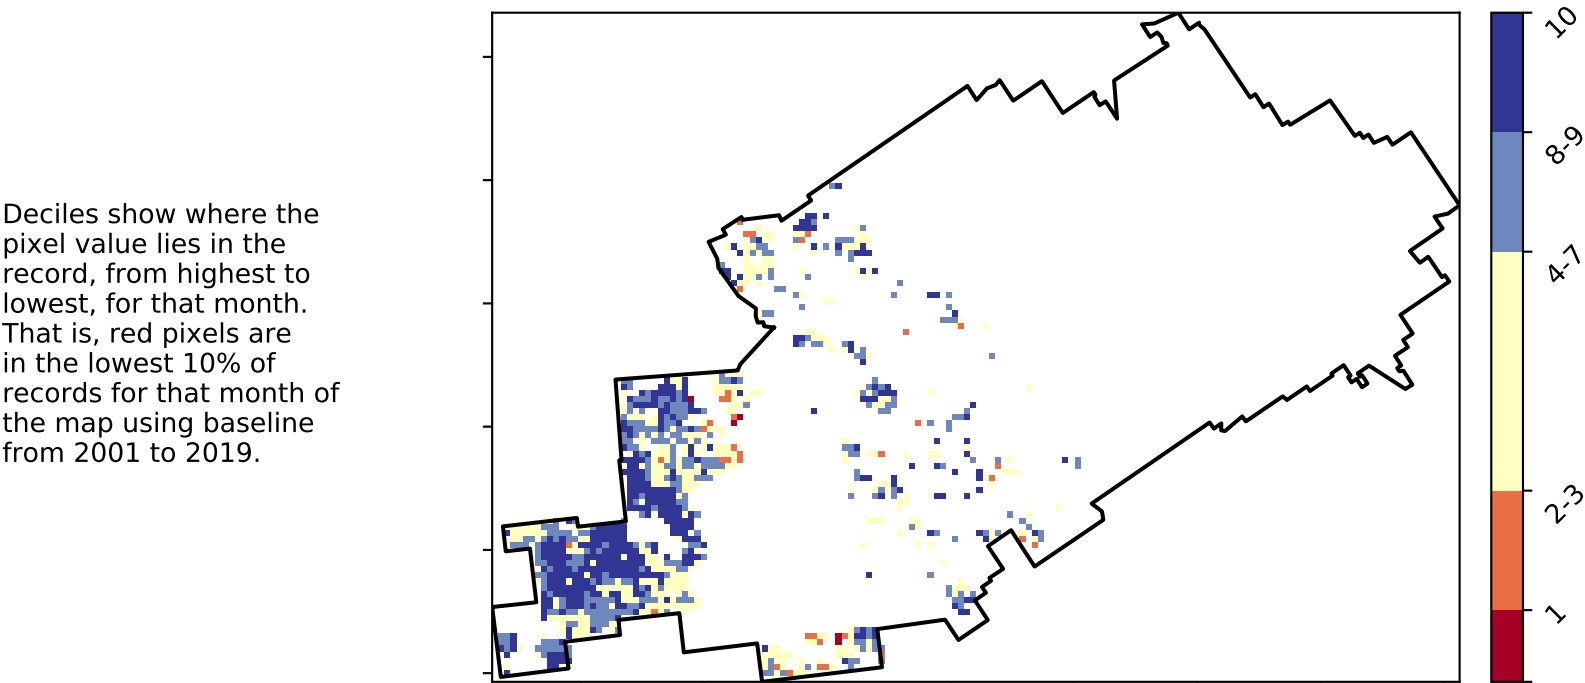 Deciles show where the
pixel value lies in the
record, from highest to
lowest, for that month.
That is, red pixels are
in the lowest 10% of
records for that month of
the map using baseline
from 2001 to 2019.
10
8-9
4-7
2-3
1